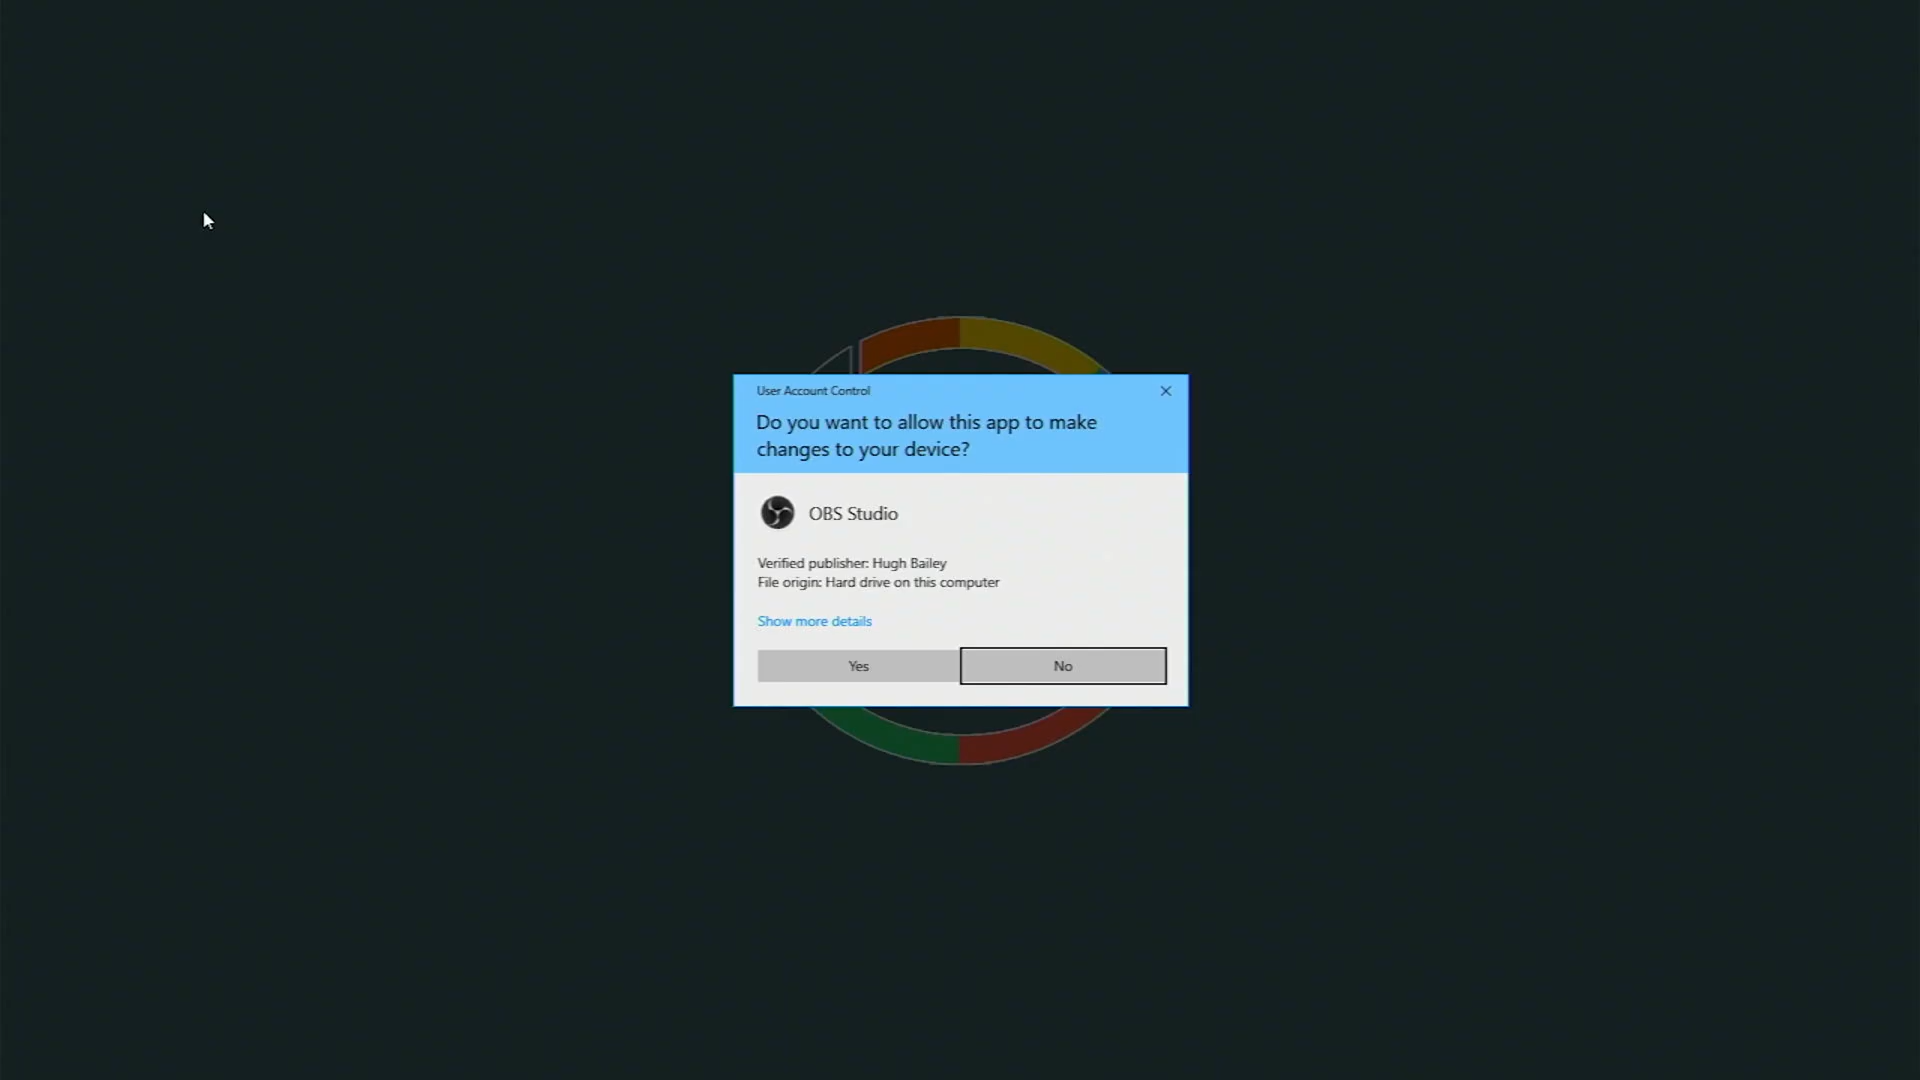 User Account Control
Do you want to allow this app to make
changes to your device?
OBS Studio
Verified publisher: Hugh Bailey
File origin: Hard drive on this computer
Show more details
Yes
No